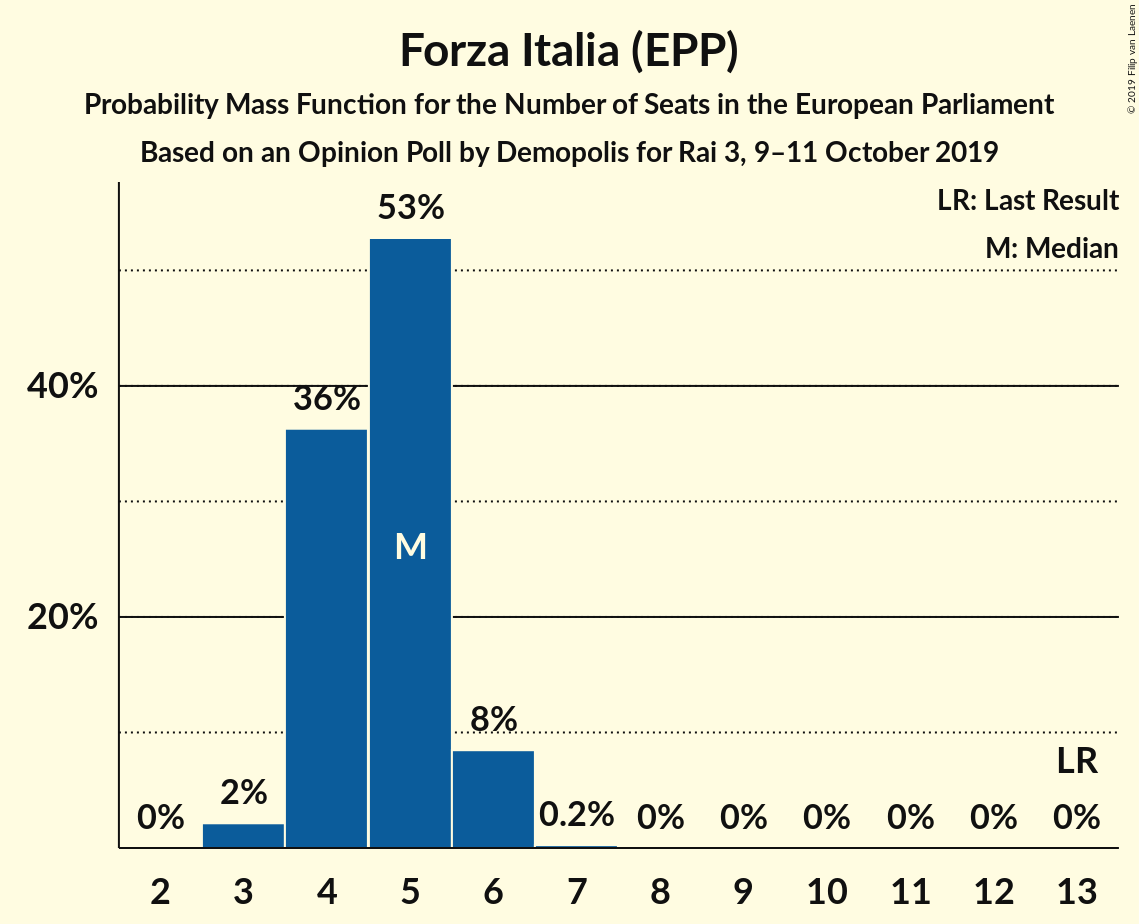 Forza Italia (EPP)
Probability Mass Function for the Number of Seats in the European Parliament
Based on an Opinion Poll by Demopolis for Rai 3, 9–11 October 2019
© 2019 Filip van Laenen
LR: Last Result
M: Median
53%
40%
36%
M
20%
8%
LR
2%
0% 0.2% 0% 0% 0% 0% 0% 0%
2 3 4 5 6 7 8 9 10 11 12 13